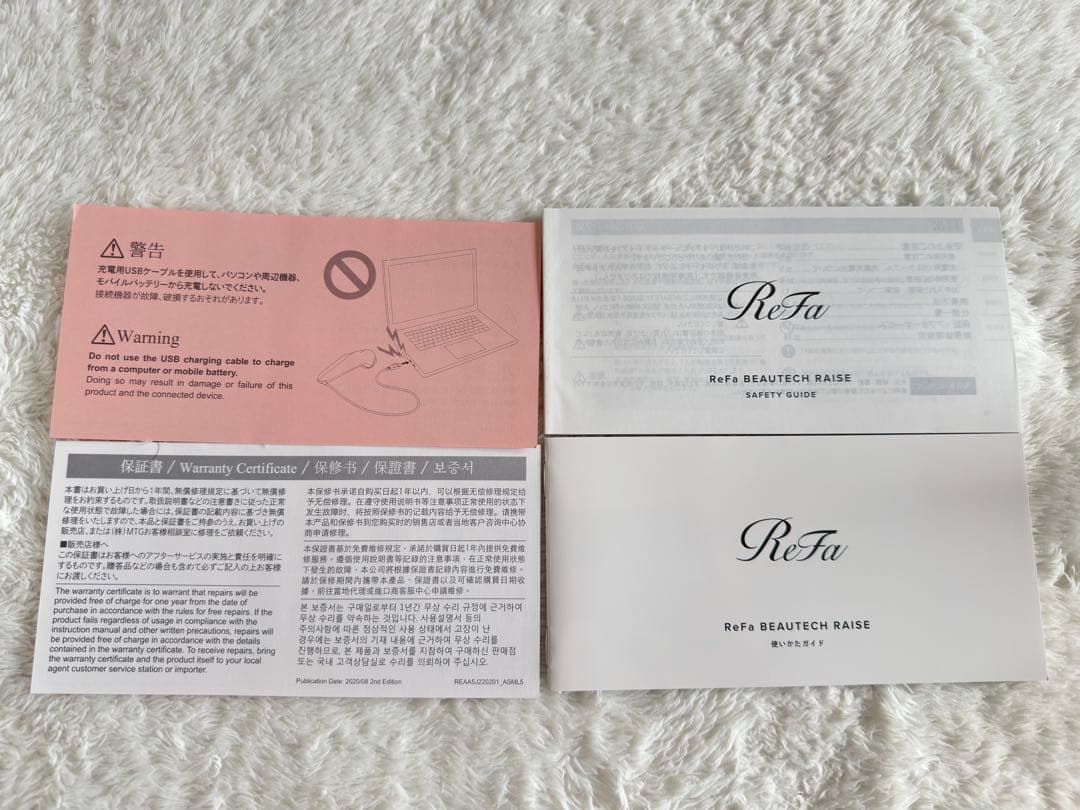 警告
充電用USBケーブルを使用して、パソコンや周辺機器、
モバイルバッテリーから充電しないでください。
接続機器が故障、破損するおそれがあります。
Warning
Do not use the USB charging cable to charge
from a computer or mobile battery.
Doing so may result in damage or failure of this
product and the connected device.
ReFa
ReFa BEAUTECH RAISE
SAFETY GUIDE
保証書 / Warranty Certificate / 保修书 / 保證書 / 보증서
本書はお買い上げ日から1年間、無償修理規定に基づいて無償修
理をお約束するものです。取扱説明書などの注意書きに従った正常
な使用状態で故障した場合には、保証書の記載内容に基づき無償
修理をいたしますので、本品と保証書をご持参のうえ、お買い上げの
販売店、または(株)MTGお客様相談室に修理をご依頼ください。
■販売店様へ
この保証書はお客様へのアフターサービスの実施と責任を明確に
するものです。贈答品などの場合も含めて必ずご記入の上お客様
にお渡しください。
The warranty certificate is to warrant that repairs will be
provided free of charge for one year from the date of
purchase in accordance with the rules for free repairs. If the
product fails regardless of usage in compliance with the
instruction manual and other written precautions, repairs will
be provided free of charge in accordance with the details
contained in the warranty certificate. To receive repairs, bring
the warranty certificate and the product itself to your local
agent customer service station or importer.
本保修书承诺自购买日起1年以内，可以根据无偿修理规定给
予无偿修理。在遵守使用说明书等注意事项正常使用的状态下
发生故障时，将按照保修书的记载内容给予无偿修理。请携带
本产品和保修书到您购买时的销售店或者当地客户咨询中心协
商申请修理。
本保證書基於免費維修規定，承諾於購買日起1年內提供免費維
修服務。遵循使用說明書等記錄的注意事項，在正常使用狀態
下發生的故障，本公司將根據保證書記錄內容進行免費維修。
請於保修期間內攜帶本產品、保證書以及可確認購買日期收
據，前往當地代理或進口商客服中心申請維修。
본 보증서는 구매일로부터 1년간 무상 수리 규정에 근거하여
무상 수리를 약속하는 것입니다. 사용설명서 등의
주의사항에 따른 정상적인 사용 상태에서 고장이 난
경우에는 보증서의 기재 내용에 근거하여 무상 수리를
진행하므로, 본 제품과 보증서를 지참하여 구매하신 판매점
또는 국내 고객상담실로 수리를 의뢰하여 주십시오.
Publication Date: 2020/08 2nd Edition
REAA5J220201_A5ML5
ReFa
ReFa BEAUTECH RAISE
使いかたガイド